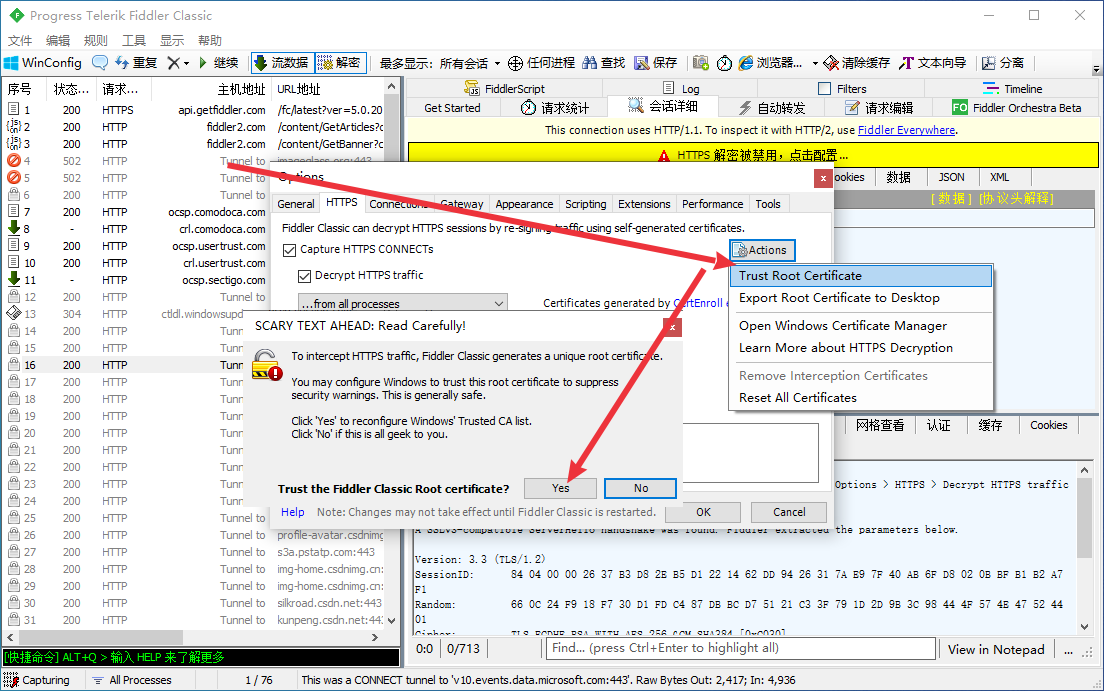 Progress Telerik Fiddler Classic
文件 编辑 规则 工具 显示 帮助
WinConfig 重复 继续 流数据 解密 最多显示: 所有会话 任何进程 查找 保存 浏览器... 清除缓存 文本向导 分离
序号 状态... 请求... 主机地址 URL地址
1 200 HTTPS api.getfiddler.com /fc/latest?ver=5.0.20
2 200 HTTP fiddler2.com /content/GetArticles?c
3 200 HTTP fiddler2.com /content/GetBanner?c
4 502 HTTP Tunnel to imageglass.org:443
5 502 HTTP Tunnel to
6 200 HTTP Tunnel to
7 200 HTTP ocsp.comodoca.com
8 - HTTP crl.comodoca.com
9 200 HTTP ocsp.usertrust.com
10 200 HTTP crl.usertrust.com
11 - HTTP ocsp.sectigo.com
12 200 HTTP Tunnel to
13 304 HTTP ctldl.windowsupd
14 200 HTTP Tunn
15 200 HTTP Tunn
16 200 HTTP Tunn
17 200 HTTP Tunn
18 200 HTTP Tunn
19 200 HTTP Tunn
20 200 HTTP Tunn
21 200 HTTP Tunn
22 200 HTTP Tunn
23 200 HTTP Tunn
24 200 HTTP Tunn
25 200 HTTP Tunnel to
26 200 HTTP Tunnel to profile-avatar.csdnimg
27 200 HTTP Tunnel to s3a.pstatp.com:443
28 200 HTTP Tunnel to img-home.csdnimg.cn:
29 200 HTTP Tunnel to img-home.csdnimg.cn:
30 200 HTTP Tunnel to silkroad.csdn.net:443
31 200 HTTP Tunnel to kunpeng.csdn.net:443
[快捷命令] ALT+Q > 输入 HELP 来了解更多
Capturing All Processes 1 / 76 This was a CONNECT tunnel to 'v10.events.data.microsoft.com:443'. Raw Bytes Out: 2,417; In: 4,936
FiddlerScript Log Filters Timeline
Get Started 请求统计 会话详细 自动转发 请求编辑 FO Fiddler Orchestra Beta
This connection uses HTTP/1.1. To inspect it with HTTP/2, use Fiddler Everywhere.
HTTPS 解密被禁用，点击配置...
ookies 数据 JSON XML
[ 数据 ] [协议头解释]
Options
General HTTPS Connections Gateway Appearance Scripting Extensions Performance Tools
Fiddler Classic can decrypt HTTPS sessions by re-signing traffic using self-generated certificates.
Capture HTTPS CONNECTs Actions
Decrypt HTTPS traffic
...from all processes Certificates generated by CertEnroll
Trust Root Certificate
Export Root Certificate to Desktop
Open Windows Certificate Manager
Learn More about HTTPS Decryption
Remove Interception Certificates
Reset All Certificates
SCARY TEXT AHEAD: Read Carefully!
To intercept HTTPS traffic, Fiddler Classic generates a unique root certificate.
You may configure Windows to trust this root certificate to suppress
security warnings. This is generally safe.
Click 'Yes' to reconfigure Windows' Trusted CA list.
Click 'No' if this is all geek to you.
Trust the Fiddler Classic Root certificate? Yes No
Help Note: Changes may not take effect until Fiddler Classic is restarted. OK Cancel
网格查看 认证 缓存 Cookies
Options > HTTPS > Decrypt HTTPS traffic
A SSLv3-compatible ServerHello handshake was found. Fiddler extracted the parameters below.
Version: 3.3 (TLS/1.2)
SessionID: 84 04 00 00 26 37 B3 D8 2E B5 D1 22 14 62 DD 94 26 31 7A E9 7F 40 AB 6F D8 02 0B BF B1 B2 A7
F1
Random: 66 0C 24 F9 18 F7 30 D1 FD C4 87 DB BC D7 51 21 C3 3F 79 1D 2D 9B 3C 98 44 4F 57 4E 47 52 44
01
Cipher: TLS_ECDHE_RSA_WITH_AES_256_GCM_SHA384 [0xC030]
0:0 0/713 Find... (press Ctrl+Enter to highlight all) View in Notepad ...